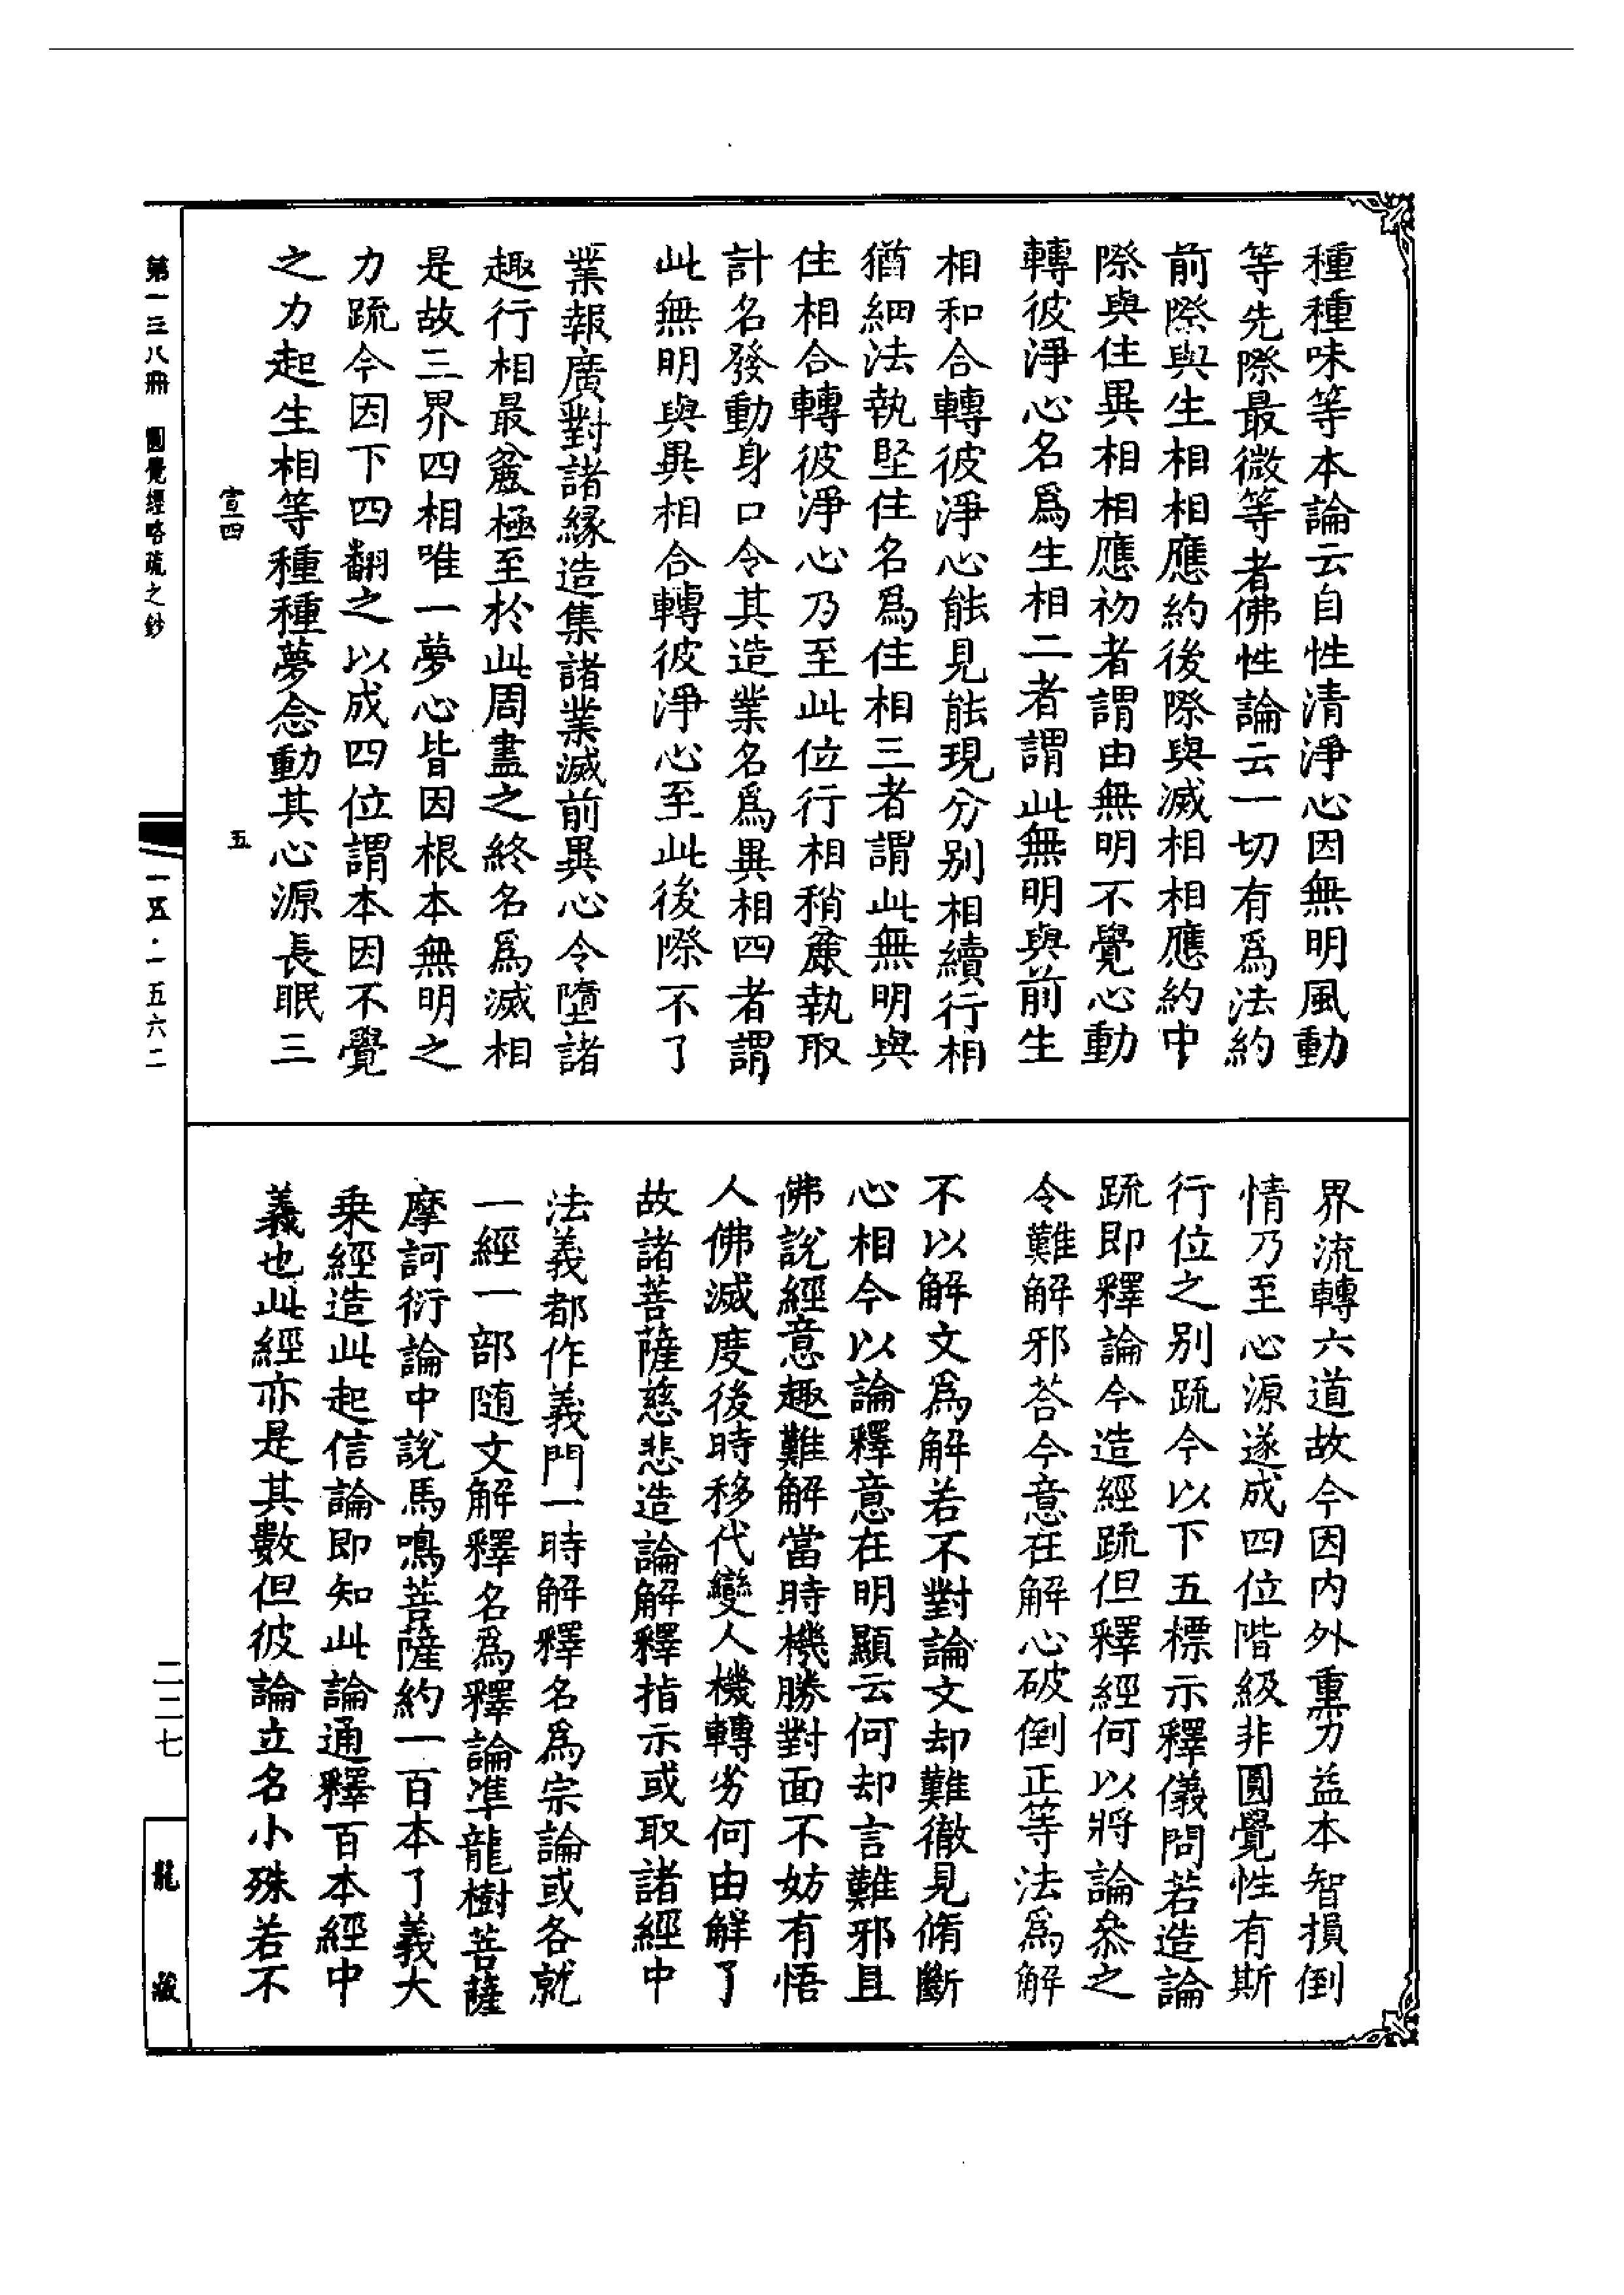 種種味等本論云自性清淨心因無明風動
等先際最微等者佛性論云一切有爲法約
前際與生相相應約後際與滅相相應約中
際與住異相相應初者謂由無明不覺心動
轉彼淨心名爲生相二者謂此無明與前生
相和合轉彼淨心能見能現分别相續行相
猶細法執堅住名爲住相三者謂此無明與
住相合轉彼淨心乃至此位行相稍麄執取
計名發動身口令其造業名爲異相四者謂
此無明與異相合轉彼淨心至此後際不了
業報廣對諸緣造集諸業滅前異心令墮諸
趣行相最麄極至於此周盡之終名爲滅相
是故三界四相唯一夢心皆因根本無明之
力疏今因下四翻之以成四位謂本因不覺
之力起生相等種種夢念動其心源長眠三
界流轉六道故今因内外熏力益本智損倒
情乃至心源遂成四位階級非圓覺性有斯
行位之别疏今以下五標示釋儀問若造論
疏即釋論今造經疏但釋經何以將論叅之
令難解邪荅今意在解心破倒正等法爲解
不以解文爲解若不對論文却難徹見脩斷
心相今以論釋意在明顯云何却言難邪且
佛說經意趣難解當時機勝對面不妨有悟
人佛滅度後時移代變人機轉劣何由解了
故諸菩薩慈悲造論解釋指示或取諸經中
法義都作義門一時解釋名爲宗論或各就
一經一部随文解釋名爲釋論準龍樹菩薩
摩訶衍論中說馬鳴菩薩約一百本了義大
乗經造此起信論即知此論通釋百本經中
義也此經亦是其數但彼論立名小殊若不
宣四 五
第一三八冊 圓覺經略疏之鈔
一五·一五六二
二二七
龍藏